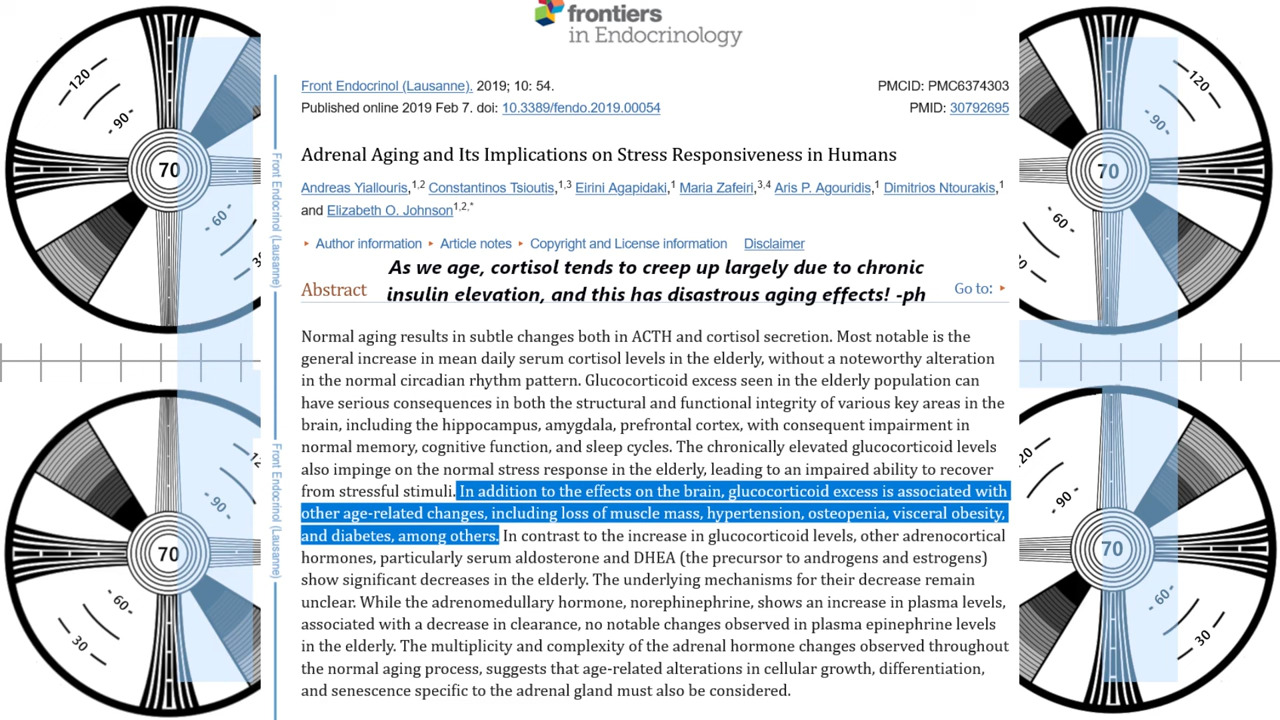 frontiers
in Endocrinology
Front Endocrinol (Lausanne). 2019; 10: 54.
PMCID: PMC6374303
Published online 2019 Feb 7. doi: 10.3389/fendo.2019.00054
PMID: 30792695
Adrenal Aging and Its Implications on Stress Responsiveness in Humans
Andreas Yiallouris,1,2 Constantinos Tsioutis,1,3 Eirini Agapidaki,1 Maria Zafeiri,3,4 Aris P. Agouridis,1 Dimitrios Ntourakis,1
and Elizabeth O. Johnson1,2,*
Author information Article notes Copyright and License information Disclaimer
As we age, cortisol tends to creep up largely due to chronic
insulin elevation, and this has disastrous aging effects! -ph
Abstract
Go to:
Normal aging results in subtle changes both in ACTH and cortisol secretion. Most notable is the
general increase in mean daily serum cortisol levels in the elderly, without a noteworthy alteration
in the normal circadian rhythm pattern. Glucocorticoid excess seen in the elderly population can
have serious consequences in both the structural and functional integrity of various key areas in the
brain, including the hippocampus, amygdala, prefrontal cortex, with consequent impairment in
normal memory, cognitive function, and sleep cycles. The chronically elevated glucocorticoid levels
also impinge on the normal stress response in the elderly, leading to an impaired ability to recover
from stressful stimuli. In addition to the effects on the brain, glucocorticoid excess is associated with
other age-related changes, including loss of muscle mass, hypertension, osteopenia, visceral obesity,
and diabetes, among others. In contrast to the increase in glucocorticoid levels, other adrenocortical
hormones, particularly serum aldosterone and DHEA (the precursor to androgens and estrogens)
show significant decreases in the elderly. The underlying mechanisms for their decrease remain
unclear. While the adrenomedullary hormone, norephinephrine, shows an increase in plasma levels,
associated with a decrease in clearance, no notable changes observed in plasma epinephrine levels
in the elderly. The multiplicity and complexity of the adrenal hormone changes observed throughout
the normal aging process, suggests that age-related alterations in cellular growth, differentiation,
and senescence specific to the adrenal gland must also be considered.
Front Endocrinol (Lausanne)
Front Endocrinol (Lausanne)
120
- 90 -
70
- 60 -
120
- 90 -
70
- 60 -
- 90 -
70
- 60 -
30
- 90 -
70
- 60 -
30